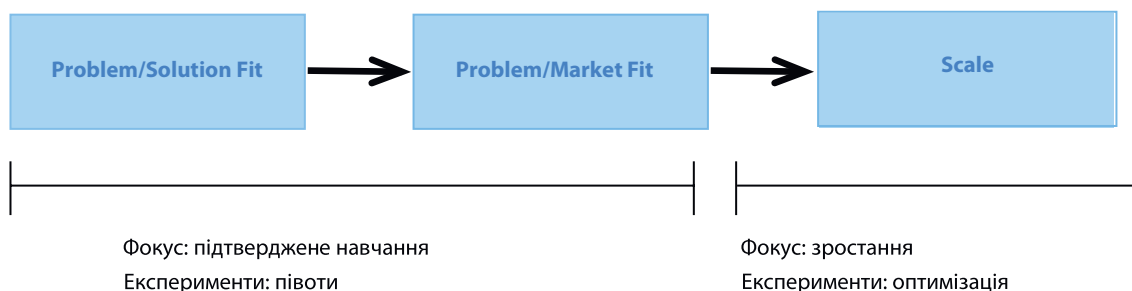 Problem/Solution Fit
Problem/Market Fit
Scale
Фокус: підтверджене навчання
Експерименти: півоти
Фокус: зростання
Експерименти: оптимізація